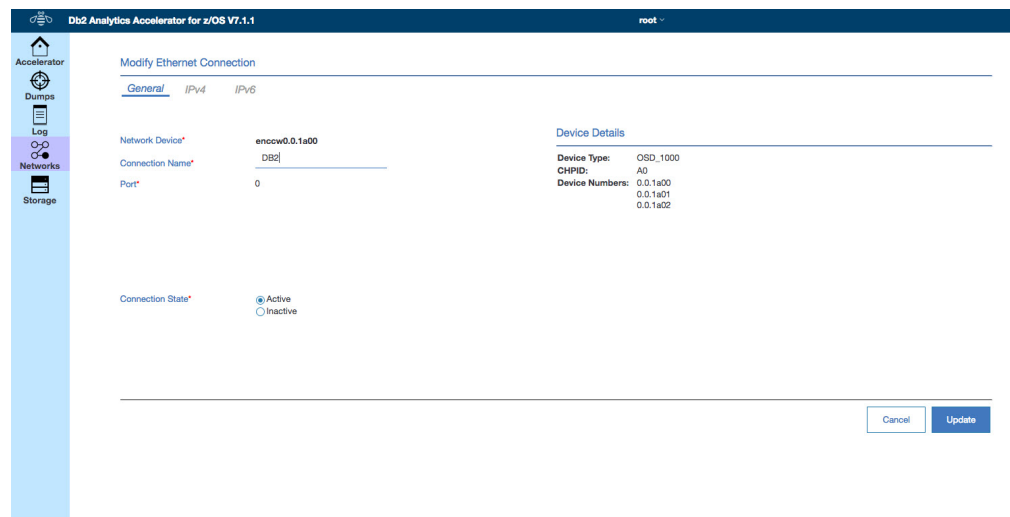 Db2 Analytics Accelerator for z/OS V7.1.1
root
Accelerator
Dumps
Log
Networks
Storage
Modify Ethernet Connection
General IPv4 IPv6
Network Device* enccw0.0.1a00
Connection Name* DB2
Port* 0
Connection State* Active
Inactive
Device Details
Device Type: OSD_1000
CHPID: A0
Device Numbers: 0.0.1a00
0.0.1a01
0.0.1a02
Cancel Update